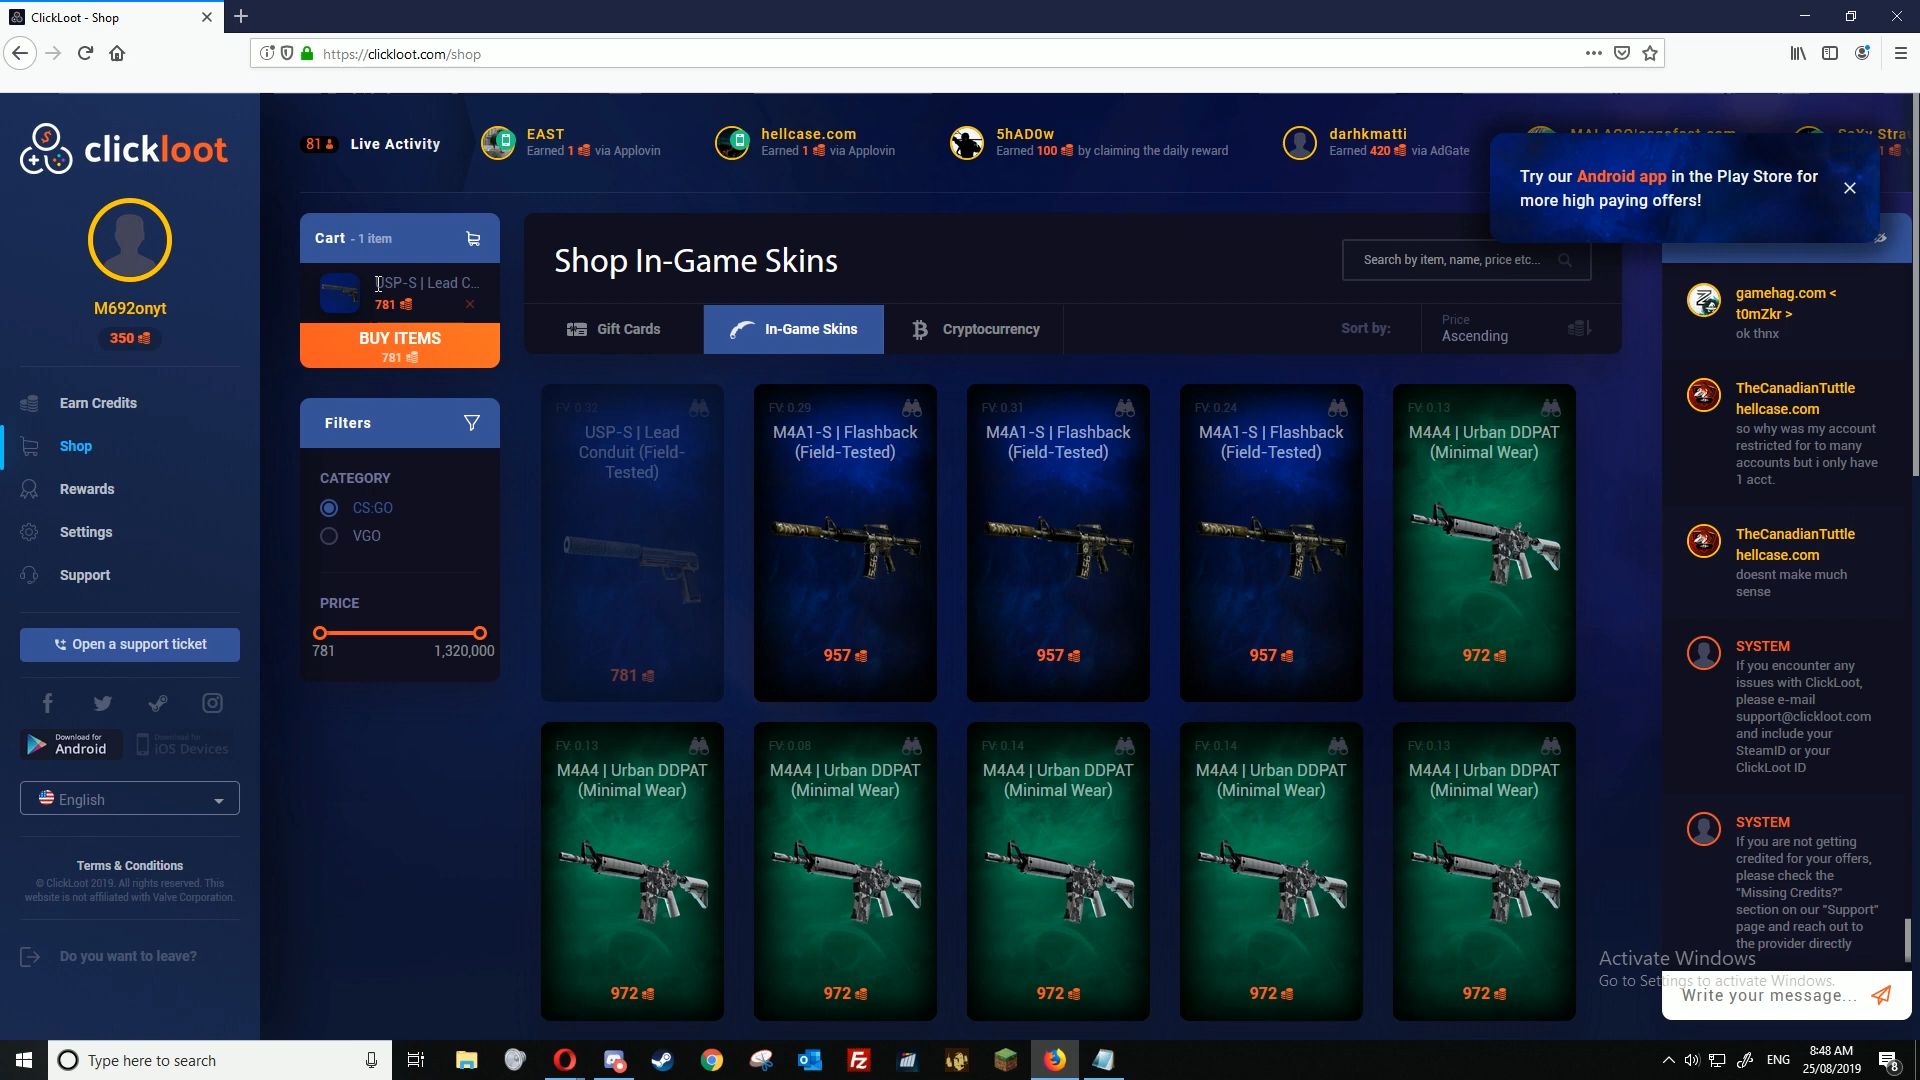 ClickLoot - Shop
https://clickloot.com/shop
clickloot
M692onyt
350
Earn Credits
Shop
Rewards
Settings
Support
Open a support ticket
Download for
Android
Download for
iOS Devices
English
Terms & Conditions
© ClickLoot 2019. All rights reserved. This
website is not affiliated with Valve Corporation.
Do you want to leave?
81 Live Activity
EAST
Earned 1 via Applovin
hellcase.com
Earned 1 via Applovin
5hAD0w
Earned 100 by claiming the daily reward
darhkmatti
Earned 420 via AdGate
Try our Android app in the Play Store for
more high paying offers!
Cart - 1 item
USP-S | Lead C...
781
BUY ITEMS
781
Filters
CATEGORY
CS:GO
VGO
PRICE
781 1,320,000
Shop In-Game Skins
Search by item, name, price etc...
Gift Cards
In-Game Skins
Cryptocurrency
Sort by:
Price
Ascending
FV: 0.32
USP-S | Lead
Conduit (Field-
Tested)
781
FV: 0.29
M4A1-S | Flashback
(Field-Tested)
957
FV: 0.31
M4A1-S | Flashback
(Field-Tested)
957
FV: 0.24
M4A1-S | Flashback
(Field-Tested)
957
FV: 0.13
M4A4 | Urban DDPAT
(Minimal Wear)
972
FV: 0.13
M4A4 | Urban DDPAT
(Minimal Wear)
972
FV: 0.08
M4A4 | Urban DDPAT
(Minimal Wear)
972
FV: 0.14
M4A4 | Urban DDPAT
(Minimal Wear)
972
FV: 0.14
M4A4 | Urban DDPAT
(Minimal Wear)
972
FV: 0.13
M4A4 | Urban DDPAT
(Minimal Wear)
972
gamehag.com <
t0mZkr >
ok thnx
TheCanadianTuttle
hellcase.com
so why was my account
restricted for to many
accounts but i only have
1 acct.
TheCanadianTuttle
hellcase.com
doesnt make much
sense
SYSTEM
If you encounter any
issues with ClickLoot,
please e-mail
support@clickloot.com
and include your
SteamID or your
ClickLoot ID
SYSTEM
If you are not getting
credited for your offers,
please check the
"Missing Credits?"
section on our "Support"
page and reach out to
the provider directly
Activate Windows
Go to Settings to activate Windows.
Write your message...
Type here to search
ENG
8:48 AM
25/08/2019
8